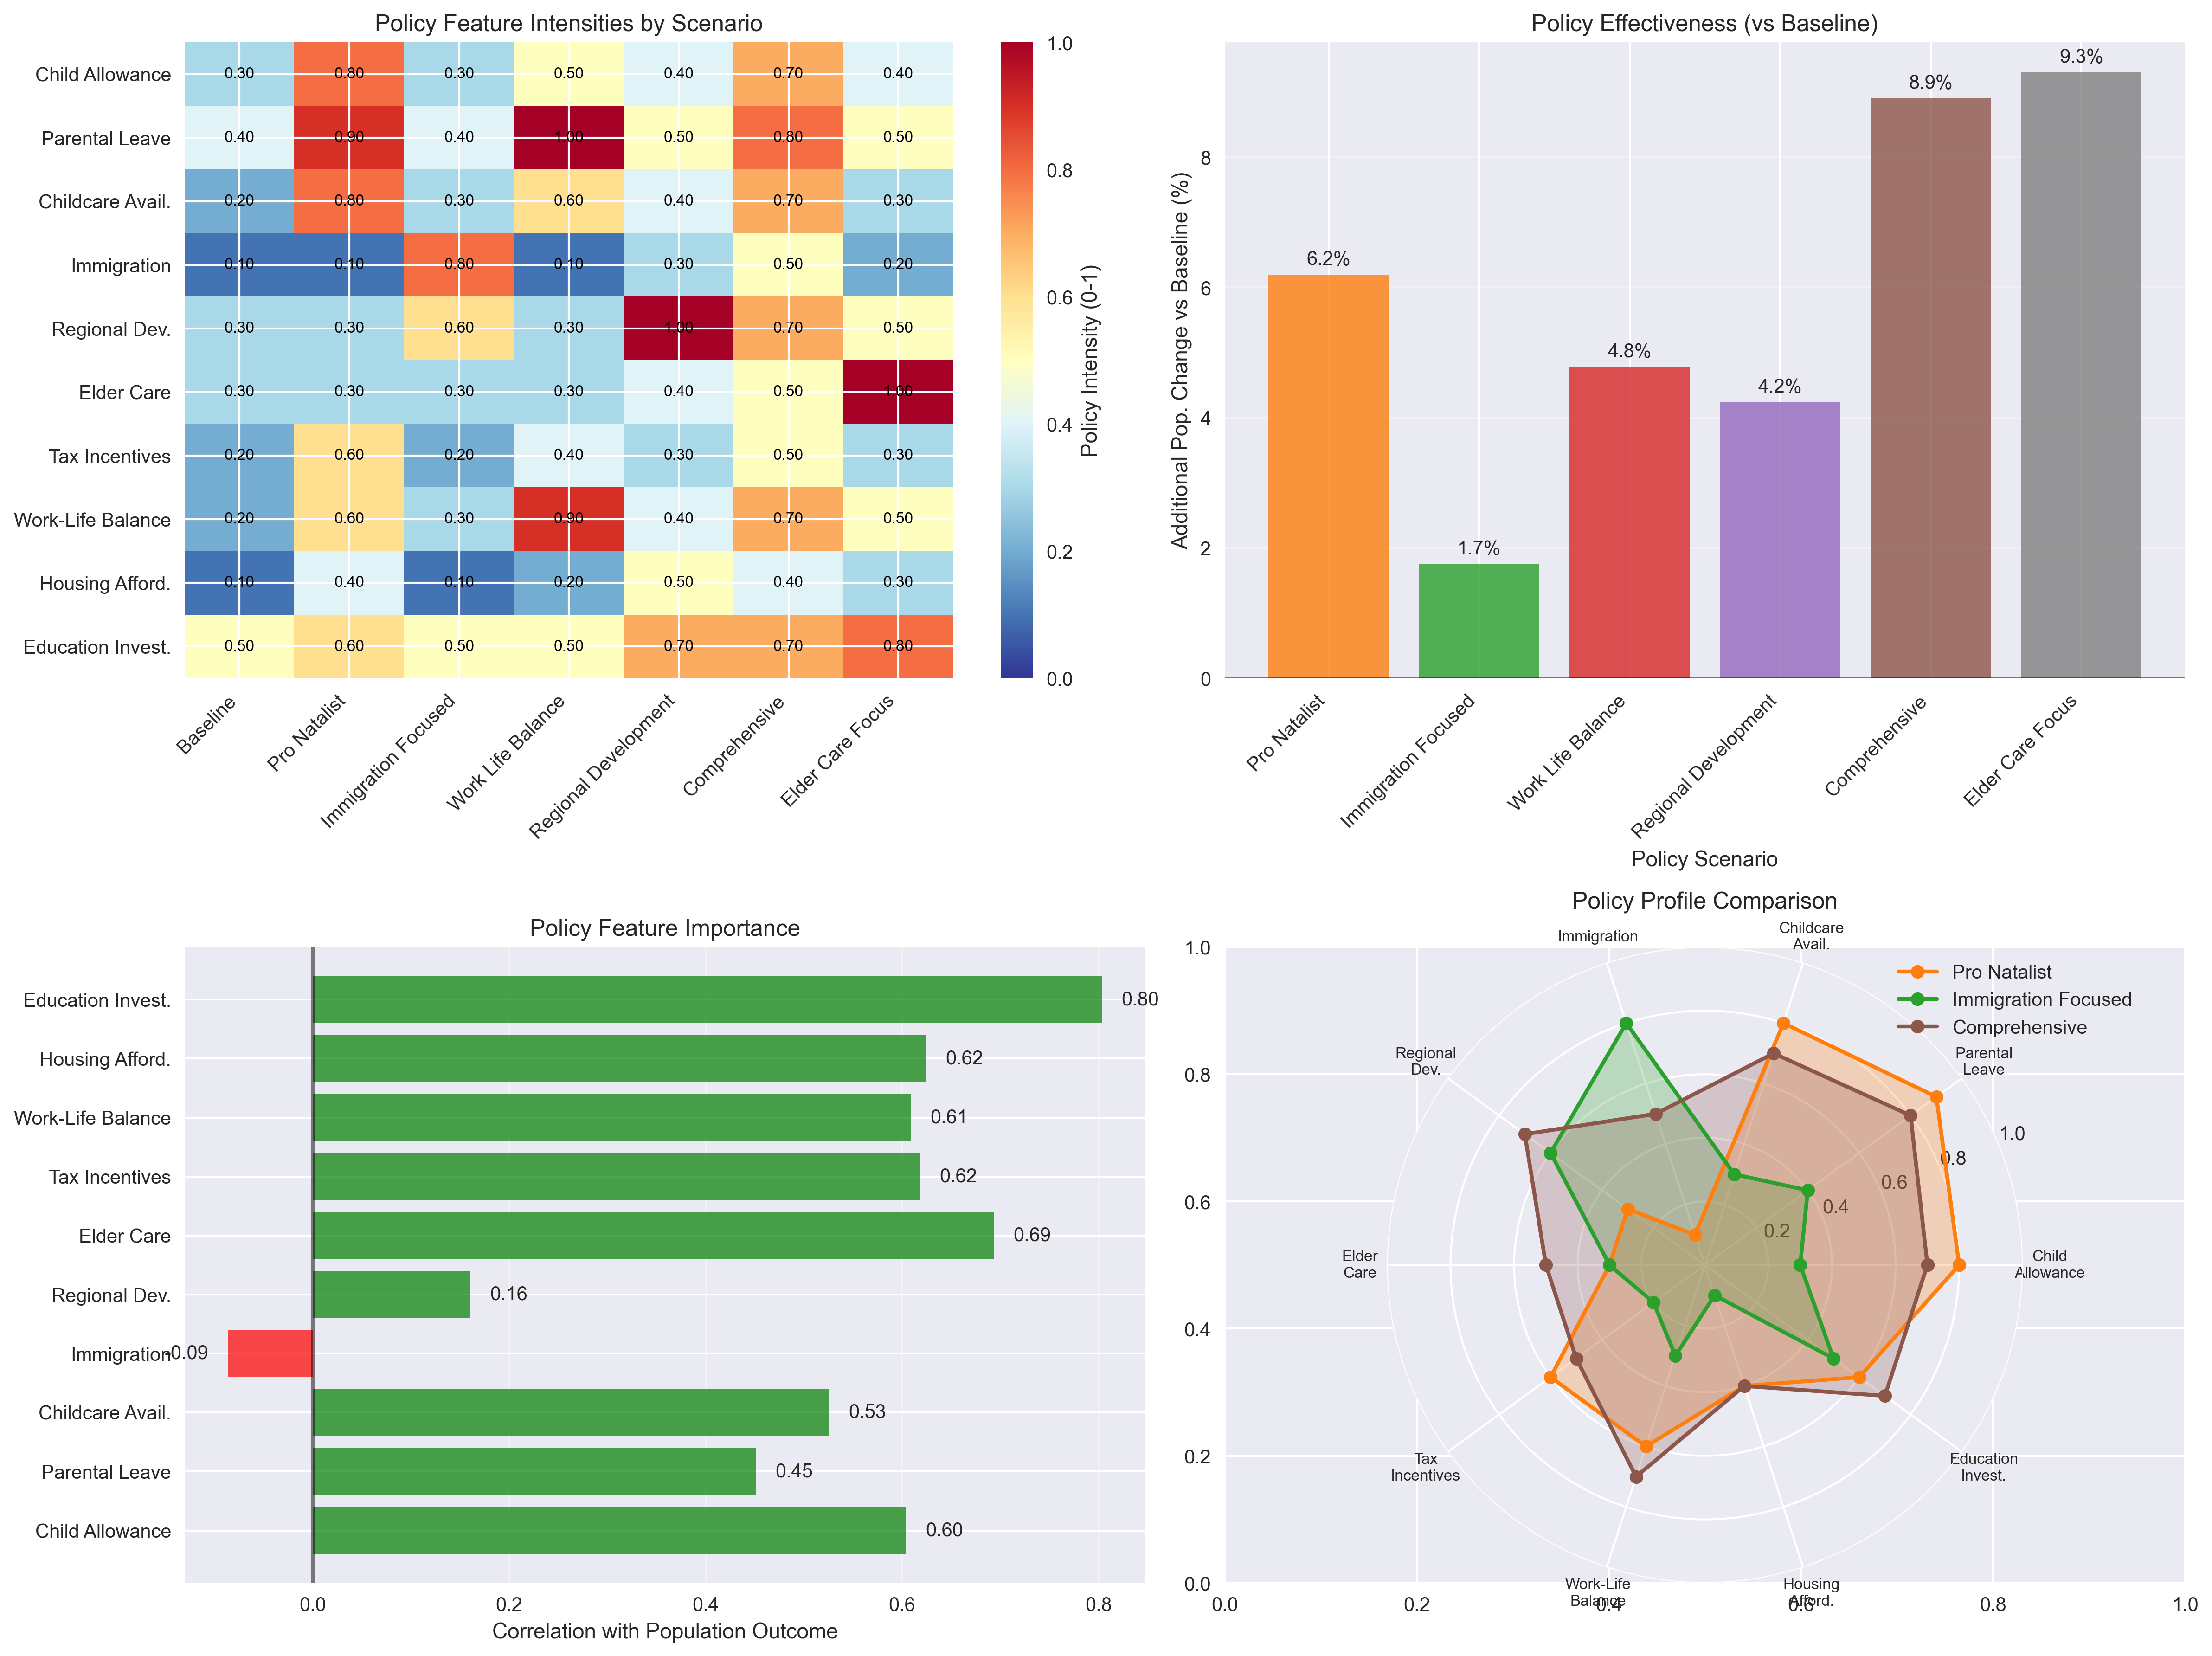 Policy Feature Intensities by Scenario
Child Allowance 0.30 0.80 0.30 0.50 0.40 0.70 0.40
Parental Leave 0.40 0.90 0.40 1.00 0.50 0.80 0.50
Childcare Avail. 0.20 0.80 0.30 0.60 0.40 0.70 0.30
Immigration 0.10 0.10 0.80 0.10 0.30 0.50 0.20
Regional Dev. 0.30 0.30 0.60 0.30 1.00 0.70 0.50
Elder Care 0.30 0.30 0.30 0.30 0.40 0.50 1.00
Tax Incentives 0.20 0.60 0.20 0.40 0.30 0.50 0.30
Work-Life Balance 0.20 0.60 0.30 0.90 0.40 0.70 0.50
Housing Afford. 0.10 0.40 0.10 0.20 0.50 0.40 0.30
Education Invest. 0.50 0.60 0.50 0.50 0.70 0.70 0.80
Baseline
Pro Natalist
Immigration Focused
Work Life Balance
Regional Development
Comprehensive
Elder Care Focus
1.0
0.8
0.6
0.4
0.2
0.0
Policy Intensity (0-1)
Policy Effectiveness (vs Baseline)
Additional Pop. Change vs Baseline (%)
8
6
4
2
0
6.2%
1.7%
4.8%
4.2%
8.9%
9.3%
Pro Natalist
Immigration Focused
Work Life Balance
Regional Development
Comprehensive
Elder Care Focus
Policy Scenario
Policy Feature Importance
Education Invest. 0.80
Housing Afford. 0.62
Work-Life Balance 0.61
Tax Incentives 0.62
Elder Care 0.69
Regional Dev. 0.16
Immigration -0.09
Childcare Avail. 0.53
Parental Leave 0.45
Child Allowance 0.60
0.0 0.2 0.4 0.6 0.8
Correlation with Population Outcome
Policy Profile Comparison
Pro Natalist
Immigration Focused
Comprehensive
1.0
0.8
0.6
0.4
0.2
0.0
0.0 0.2 0.4 0.6 0.8 1.0
Immigration
Childcare
Avail.
Regional
Dev.
Parental
Leave
1.0
0.8
0.6
0.4
0.2
Elder
Care
Child
Allowance
Tax
Incentives
Education
Invest.
Work-Life
Balance
Housing
Afford.